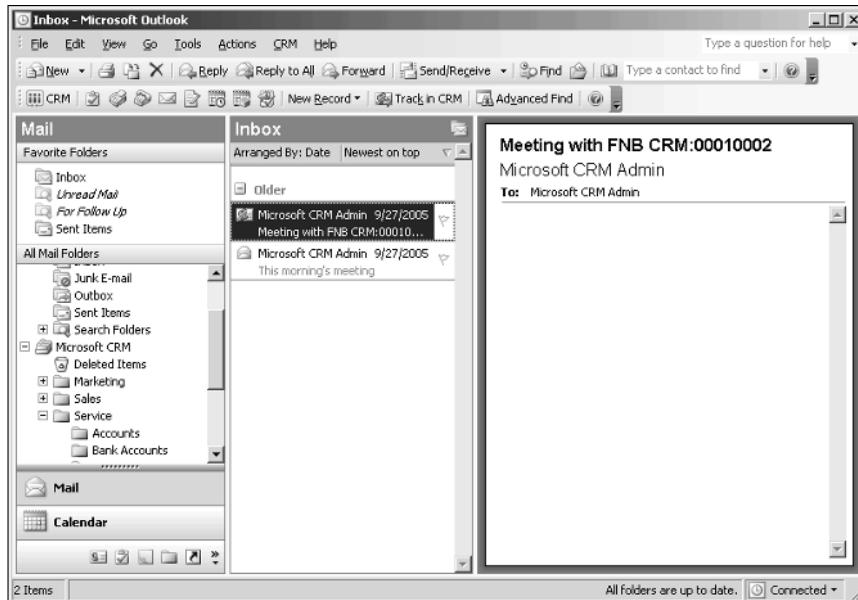 Inbox - Microsoft Outlook
File Edit View Go Tools Actions CRM Help Type a question for help
New Reply Reply to All Forward Send/Receive Find Type a contact to find
CRM New Record Track in CRM Advanced Find
Mail
Favorite Folders
Inbox
Unread Mail
For Follow Up
Sent Items
All Mail Folders
Junk E-mail
Outbox
Sent Items
Search Folders
Microsoft CRM
Deleted Items
Marketing
Sales
Service
Accounts
Bank Accounts
Mail
Calendar
Inbox
Arranged By: Date Newest on top
Older
Microsoft CRM Admin 9/27/2005
Meeting with FNB CRM:00010...
Microsoft CRM Admin 9/27/2005
This morning's meeting
Meeting with FNB CRM:00010002
Microsoft CRM Admin
To: Microsoft CRM Admin
2 Items All folders are up to date. Connected